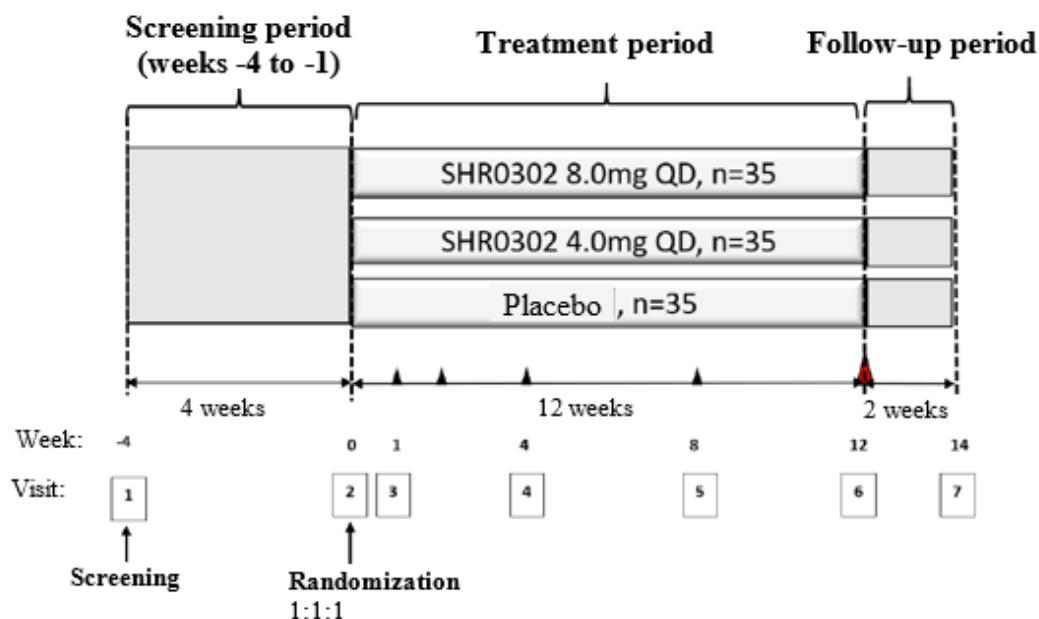 Screening period
(weeks -4 to -1)
Treatment period
Follow-up period
SHR0302 8.0mg QD, n=35
SHR0302 4.0mg QD, n=35
Placebo , n=35
4 weeks
12 weeks
2 weeks
Week: -4 0 1 4 8 12 14
Visit: 1 2 3 4 5 6 7
Screening
Randomization
1:1:1